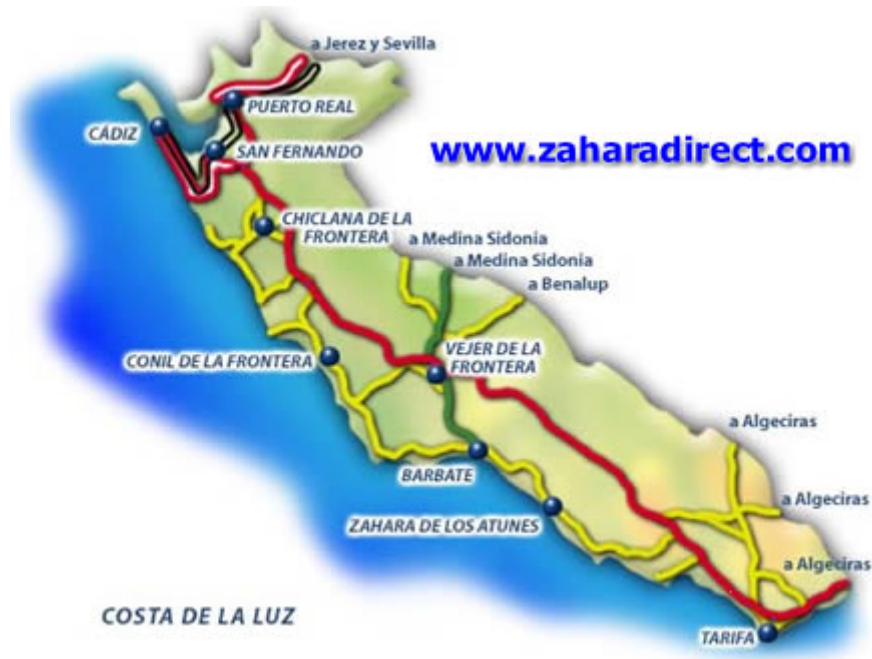 a Jerez y Sevilla
PUERTO REAL
CÁDIZ
SAN FERNANDO
www.zaharadirect.com
CHICLANA DE LA
FRONTERA
a Medina Sidonia
a Medina Sidonia
a Benalup
CONIL DE LA FRONTERA
VEJER DE LA
FRONTERA
a Algeciras
BARBATE
a Algeciras
ZAHARA DE LOS ATUNES
a Algeciras
COSTA DE LA LUZ
TARIFA